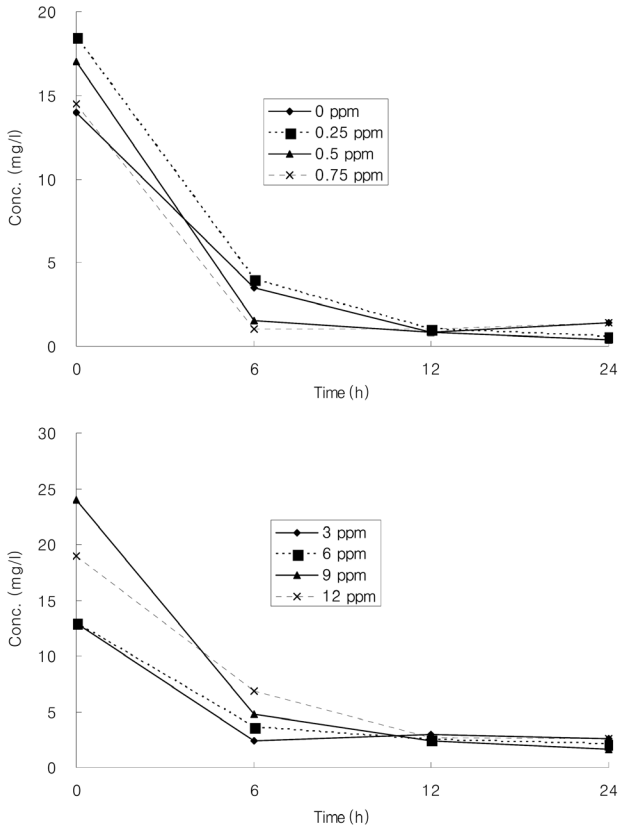 20
15
10
5
0
Conc. (mg/l)
0 ppm
0.25 ppm
0.5 ppm
0.75 ppm
0 6 12 24
Time (h)
30
25
20
15
10
5
0
Conc. (mg/l)
3 ppm
6 ppm
9 ppm
12 ppm
0 6 12 24
Time (h)